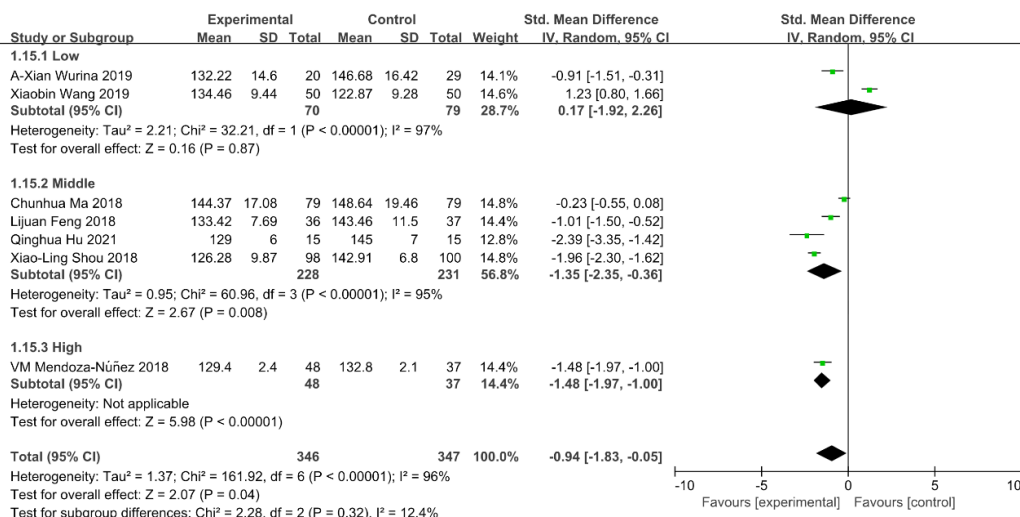 Experimental Control Std. Mean Difference Std. Mean Difference
Study or Subgroup Mean SD Total Mean SD Total Weight IV, Random, 95% CI IV, Random, 95% CI
1.15.1 Low
A-Xian Wurina 2019 132.22 14.6 20 146.68 16.42 29 14.1% -0.91 [-1.51, -0.31]
Xiaobin Wang 2019 134.46 9.44 50 122.87 9.28 50 14.6% 1.23 [0.80, 1.66]
Subtotal (95% CI) 70 79 28.7% 0.17 [-1.92, 2.26]
Heterogeneity: Tau² = 2.21; Chi² = 32.21, df = 1 (P < 0.00001); I² = 97%
Test for overall effect: Z = 0.16 (P = 0.87)
1.15.2 Middle
Chunhua Ma 2018 144.37 17.08 79 148.64 19.46 79 14.8% -0.23 [-0.55, 0.08]
Lijuan Feng 2018 133.42 7.69 36 143.46 11.5 37 14.4% -1.01 [-1.50, -0.52]
Qinghua Hu 2021 129 6 15 145 7 15 12.8% -2.39 [-3.35, -1.42]
Xiao-Ling Shou 2018 126.28 9.87 98 142.91 6.8 100 14.8% -1.96 [-2.30, -1.62]
Subtotal (95% CI) 228 231 56.8% -1.35 [-2.35, -0.36]
Heterogeneity: Tau² = 0.95; Chi² = 60.96, df = 3 (P < 0.00001); I² = 95%
Test for overall effect: Z = 2.67 (P = 0.008)
1.15.3 High
VM Mendoza-Núñez 2018 129.4 2.4 48 132.8 2.1 37 14.4% -1.48 [-1.97, -1.00]
Subtotal (95% CI) 48 37 14.4% -1.48 [-1.97, -1.00]
Heterogeneity: Not applicable
Test for overall effect: Z = 5.98 (P < 0.00001)
Total (95% CI) 346 347 100.0% -0.94 [-1.83, -0.05]
Heterogeneity: Tau² = 1.37; Chi² = 161.92, df = 6 (P < 0.00001); I² = 96%
-10 -5 0 5 10
Test for overall effect: Z = 2.07 (P = 0.04)
Favours [experimental] Favours [control]
Test for subgroup differences: Chi² = 2.28, df = 2 (P = 0.32), I² = 12.4%